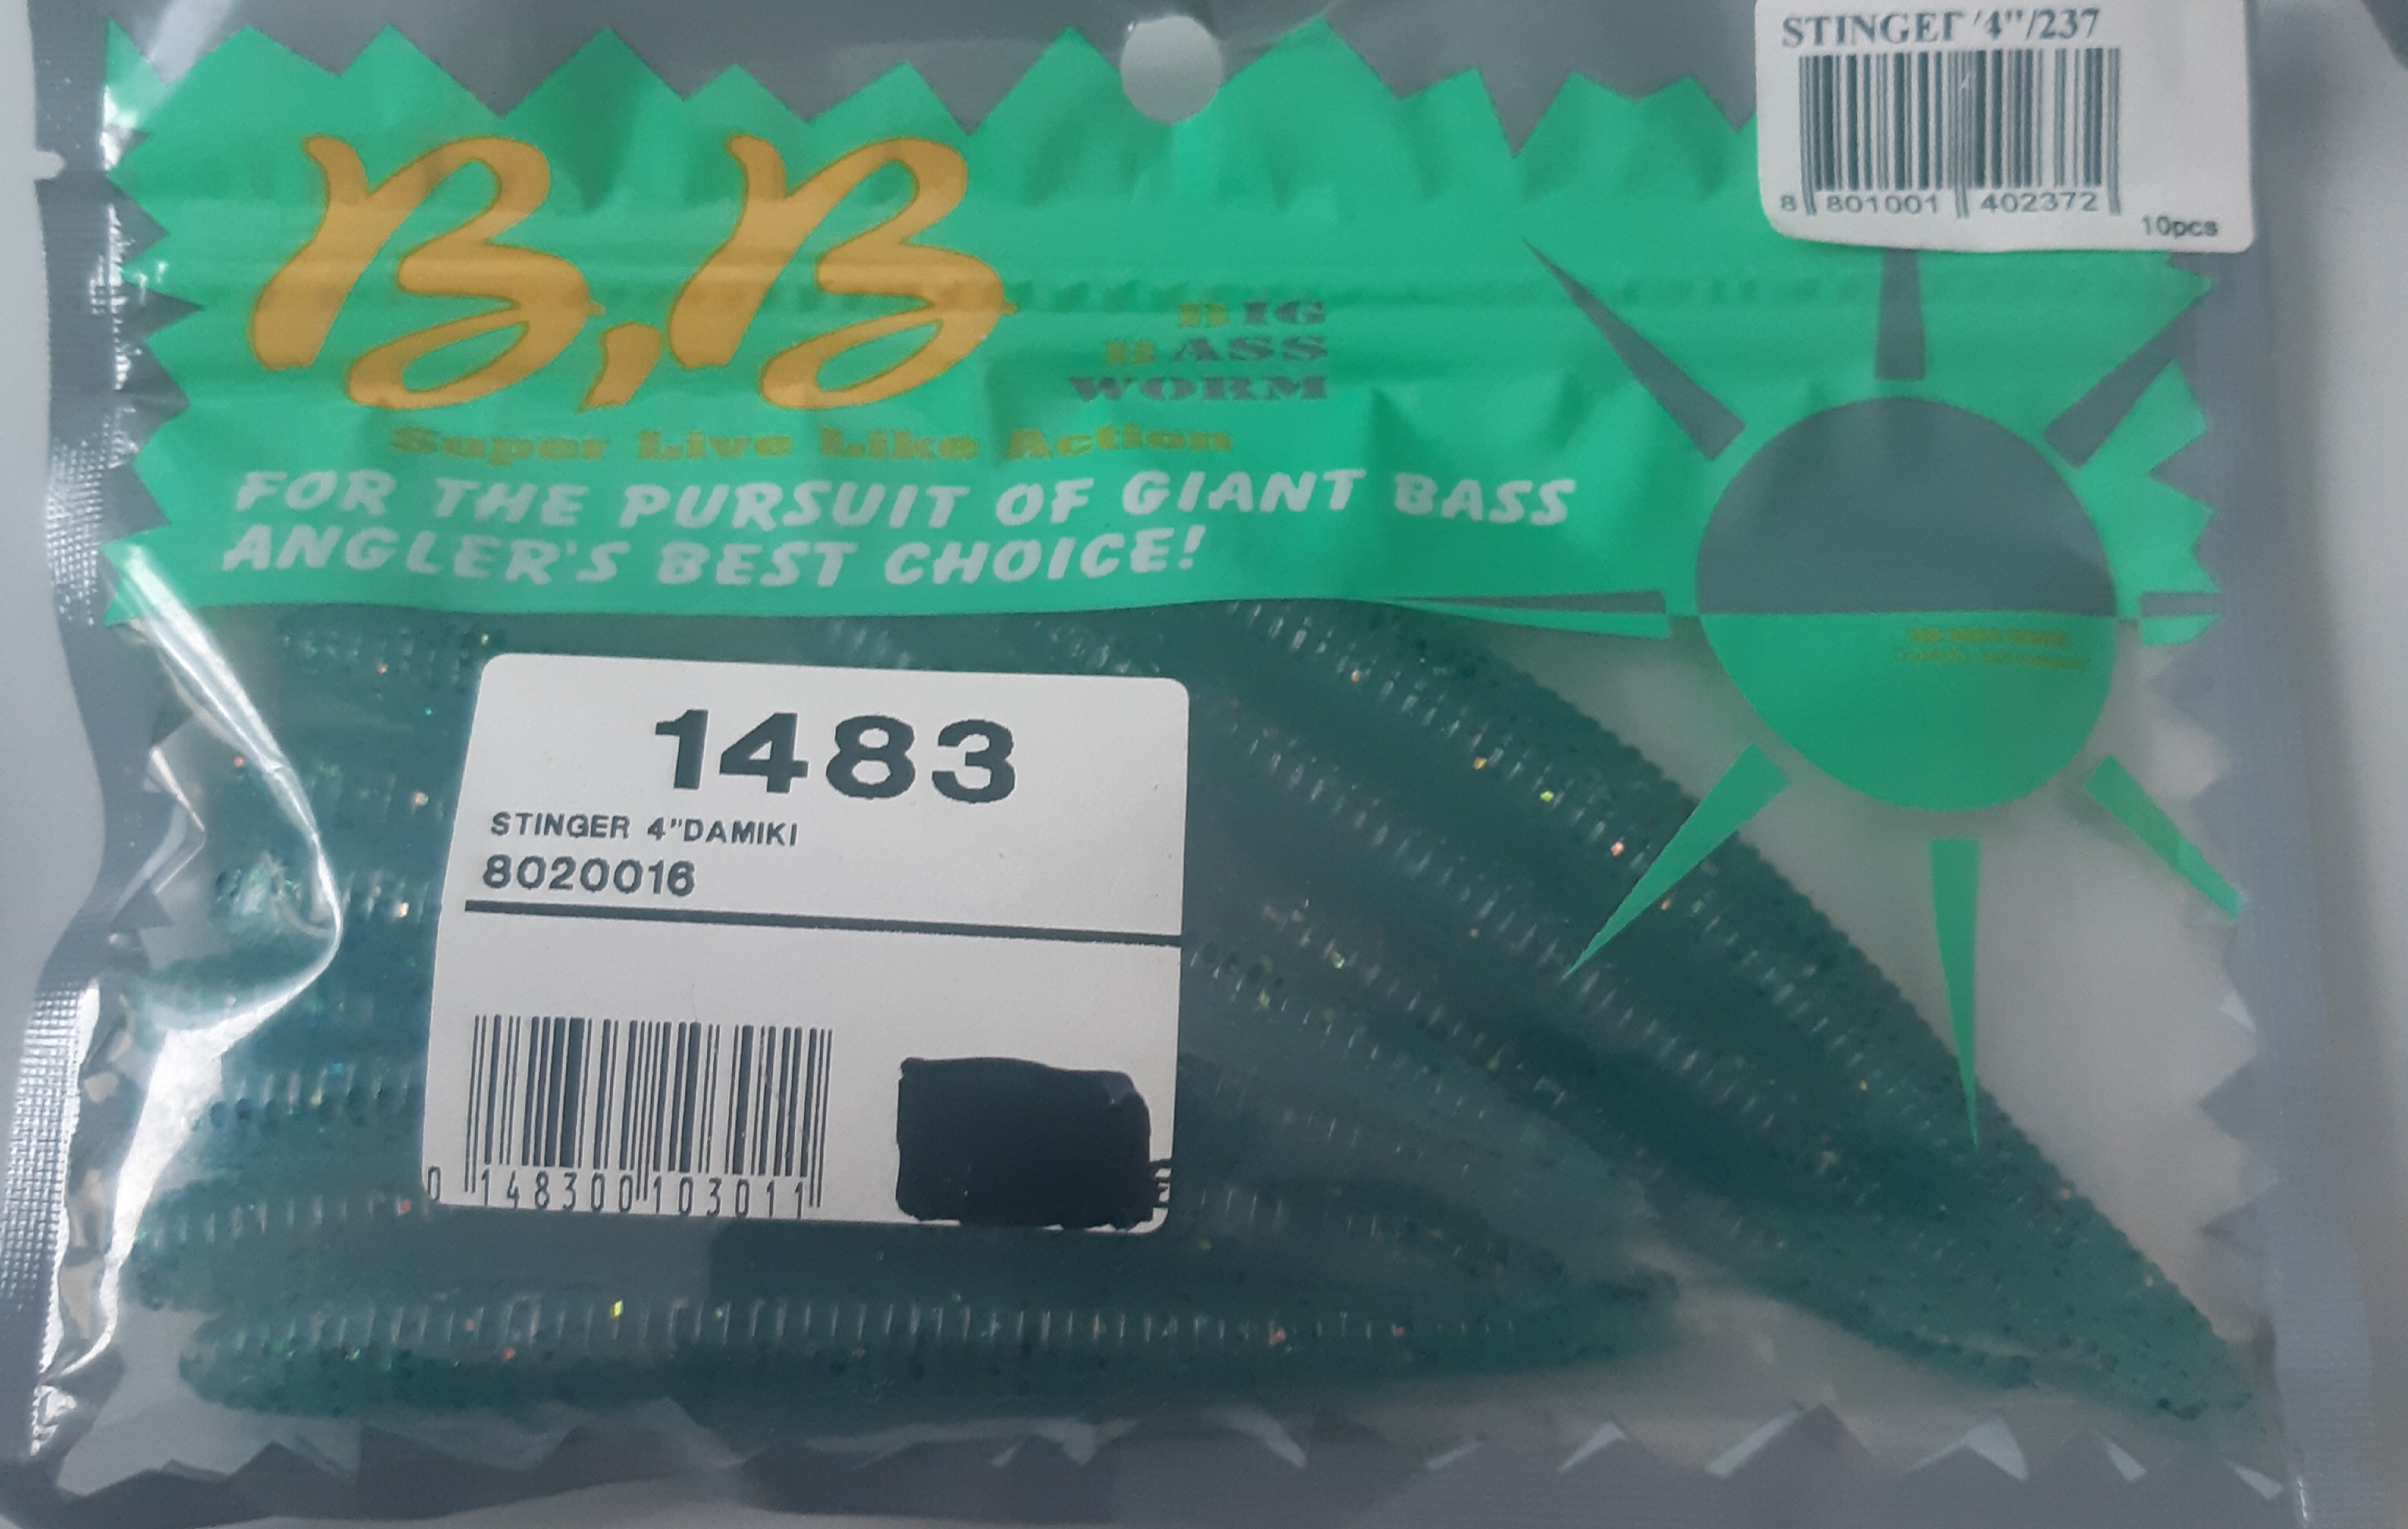 STINGER '4"/237
8 801001 402372
10pcs
B,B
BIG
BASS
WORM
Super Live Like Action
FOR THE PURSUIT OF GIANT BASS
ANGLER'S BEST CHOICE!
1483
STINGER 4"DAMIKI
8020016
0 148300 103011